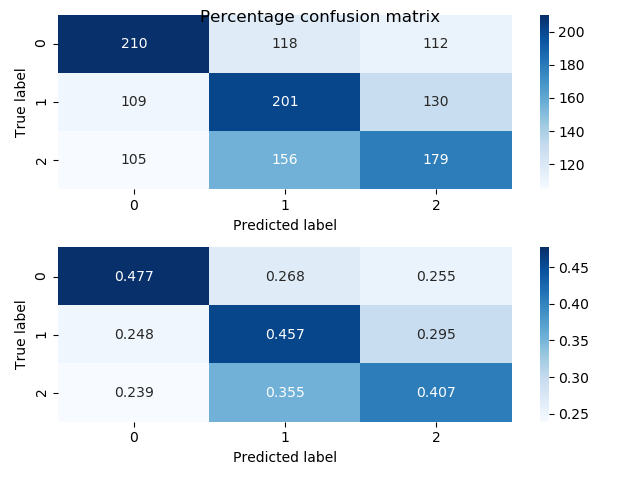 Percentage confusion matrix
True label
0 210 118 112
1 109 201 130
2 105 156 179
0 1 2
Predicted label
200
180
160
140
120
True label
0 0.477 0.268 0.255
1 0.248 0.457 0.295
2 0.239 0.355 0.407
0 1 2
Predicted label
0.45
0.40
0.35
0.30
0.25